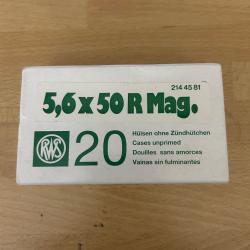 214 45 81
5,6 x 50 R Mag.
RWS
20
Hülsen ohne Zündhütchen
Cases unprimed
Douilles sans amorces
Vainas sin fulminantes